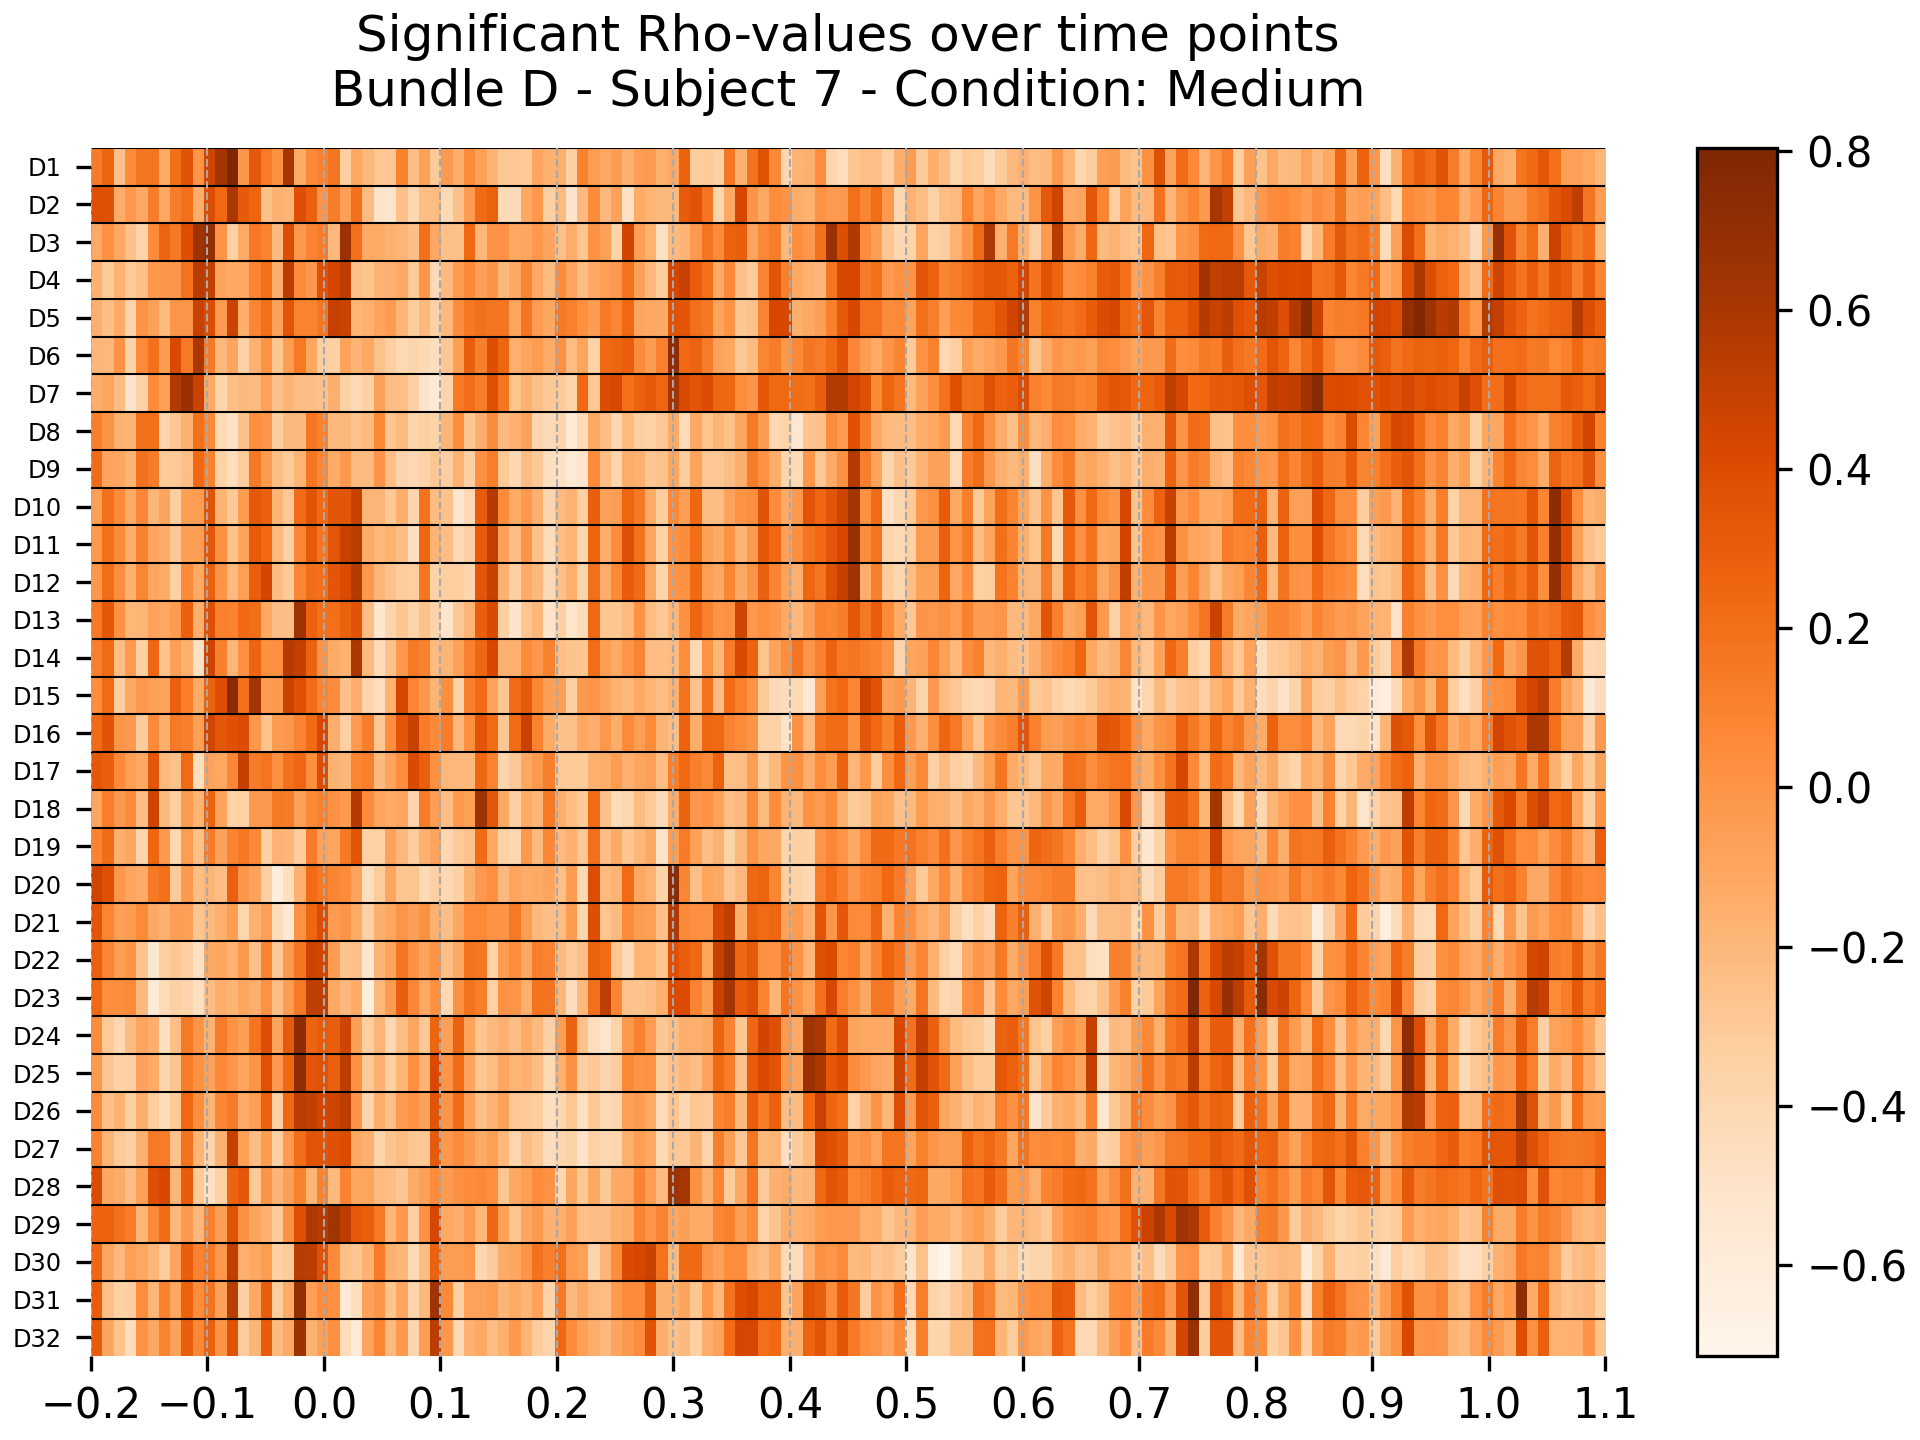 Significant Rho-values over time points
Bundle D - Subject 7 - Condition: Medium
D1
D2
D3
D4
D5
D6
D7
D8
D9
D10
D11
D12
D13
D14
D15
D16
D17
D18
D19
D20
D21
D22
D23
D24
D25
D26
D27
D28
D29
D30
D31
D32
−0.2 −0.1 0.0 0.1 0.2 0.3 0.4 0.5 0.6 0.7 0.8 0.9 1.0 1.1
0.8
0.6
0.4
0.2
0.0
−0.2
−0.4
−0.6